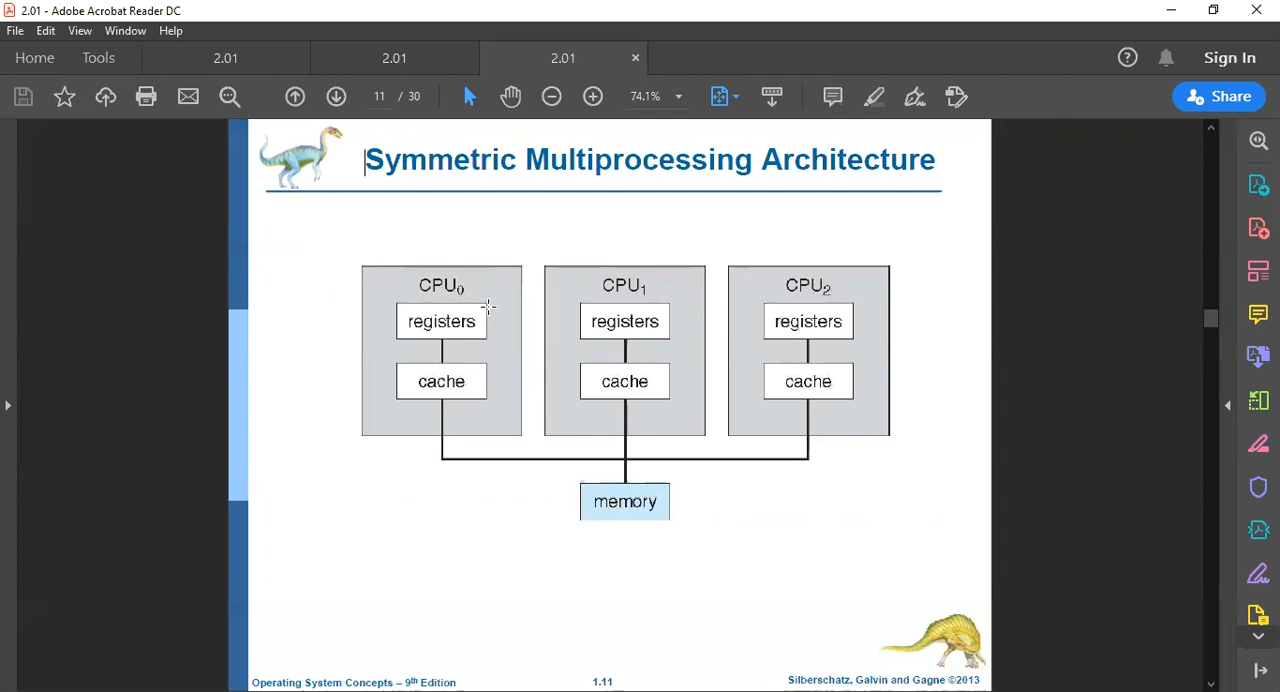 2.01 - Adobe Acrobat Reader DC
File Edit View Window Help
Home Tools 2.01 2.01 2.01 Sign In
11 / 30 74.1% Share
Symmetric Multiprocessing Architecture
CPU₀ CPU₁ CPU₂
registers registers registers
cache cache cache
memory
Operating System Concepts – 9th Edition 1.11 Silberschatz, Galvin and Gagne ©2013